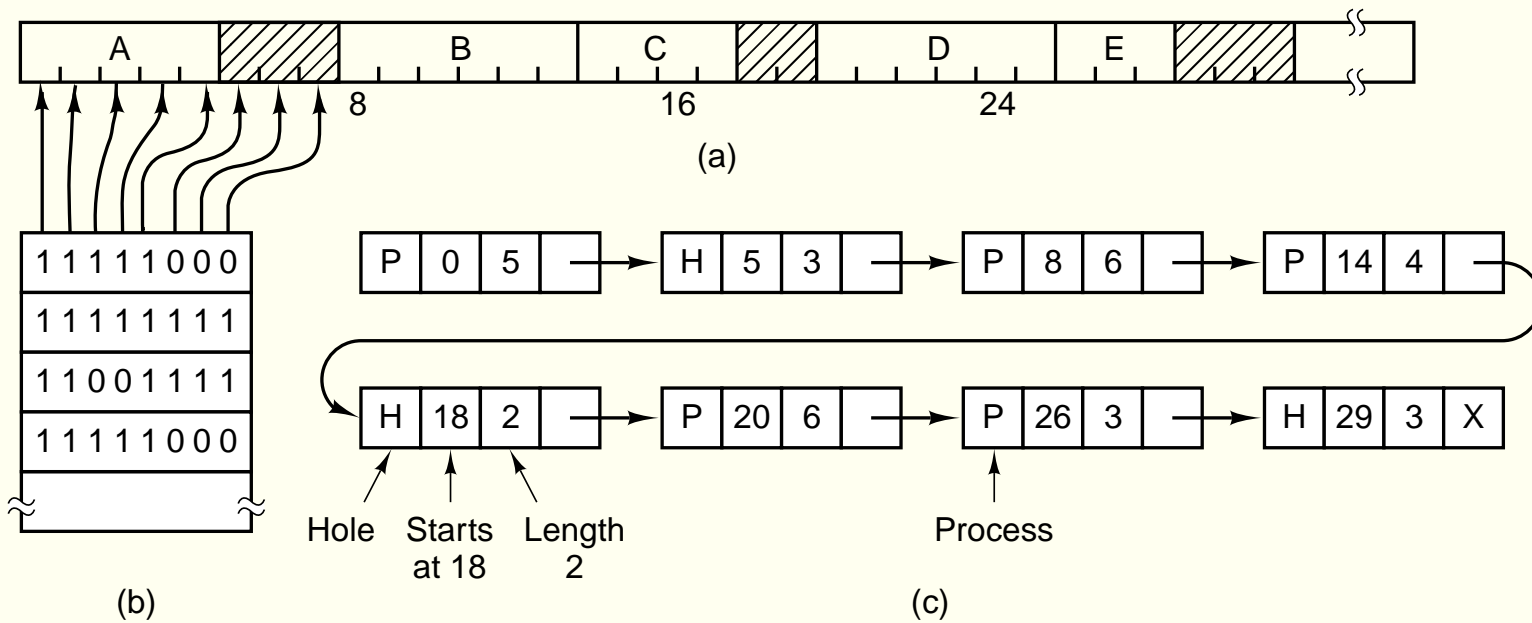 A B C D E
8 16 24
(a)
1 1 1 1 1 0 0 0
1 1 1 1 1 1 1 1
1 1 0 0 1 1 1 1
1 1 1 1 1 0 0 0
(b)
P 0 5 H 5 3 P 8 6 P 14 4
H 18 2 P 20 6 P 26 3 H 29 3 X
Hole Starts Length Process
at 18 2
(c)